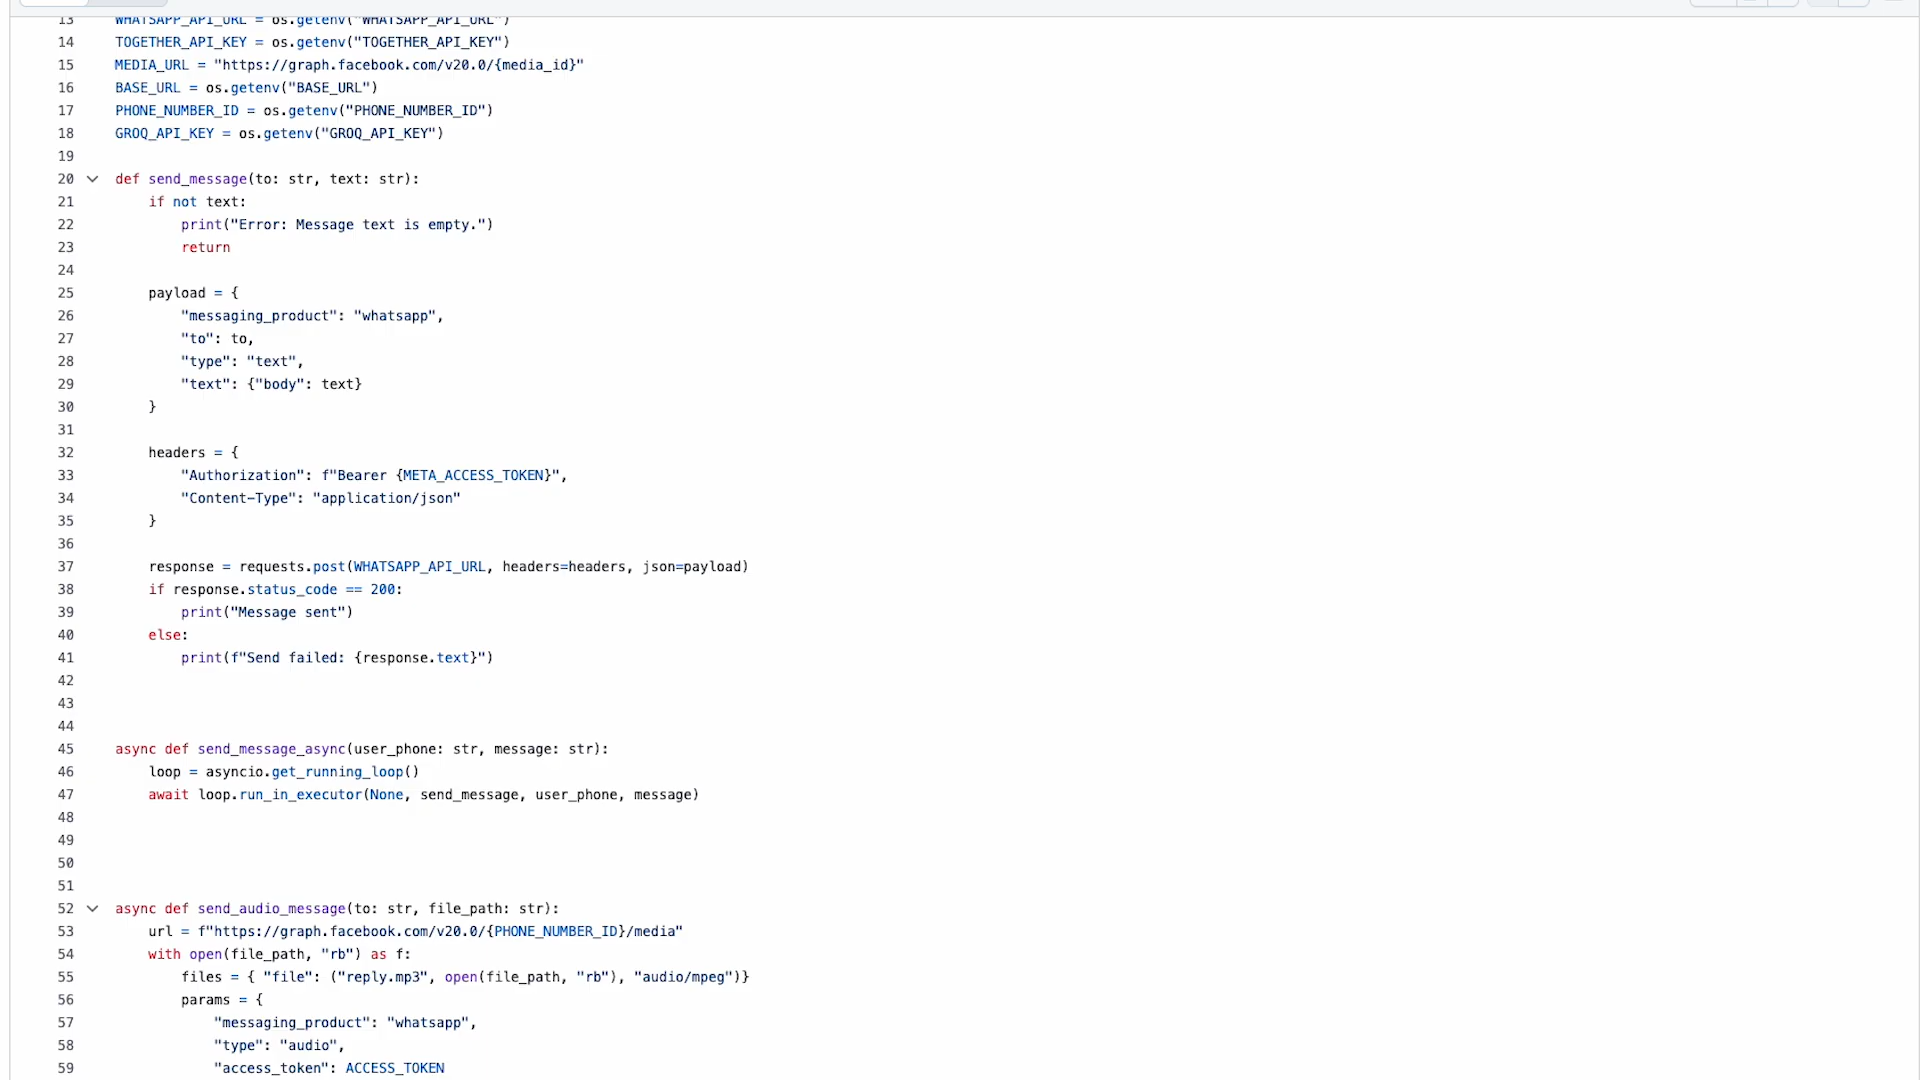 13 WHATSAPP_API_URL = os.getenv("WHATSAPP_API_URL")
14 TOGETHER_API_KEY = os.getenv("TOGETHER_API_KEY")
15 MEDIA_URL = "https://graph.facebook.com/v20.0/{media_id}"
16 BASE_URL = os.getenv("BASE_URL")
17 PHONE_NUMBER_ID = os.getenv("PHONE_NUMBER_ID")
18 GROQ_API_KEY = os.getenv("GROQ_API_KEY")
19
20 def send_message(to: str, text: str):
21     if not text:
22         print("Error: Message text is empty.")
23         return
24
25     payload = {
26         "messaging_product": "whatsapp",
27         "to": to,
28         "type": "text",
29         "text": {"body": text}
30     }
31
32     headers = {
33         "Authorization": f"Bearer {META_ACCESS_TOKEN}",
34         "Content-Type": "application/json"
35     }
36
37     response = requests.post(WHATSAPP_API_URL, headers=headers, json=payload)
38     if response.status_code == 200:
39         print("Message sent")
40     else:
41         print(f"Send failed: {response.text}")
42
43
44
45 async def send_message_async(user_phone: str, message: str):
46     loop = asyncio.get_running_loop()
47     await loop.run_in_executor(None, send_message, user_phone, message)
48
49
50
51
52 async def send_audio_message(to: str, file_path: str):
53     url = f"https://graph.facebook.com/v20.0/{PHONE_NUMBER_ID}/media"
54     with open(file_path, "rb") as f:
55         files = { "file": ("reply.mp3", open(file_path, "rb"), "audio/mpeg")}
56         params = {
57             "messaging_product": "whatsapp",
58             "type": "audio",
59             "access_token": ACCESS_TOKEN